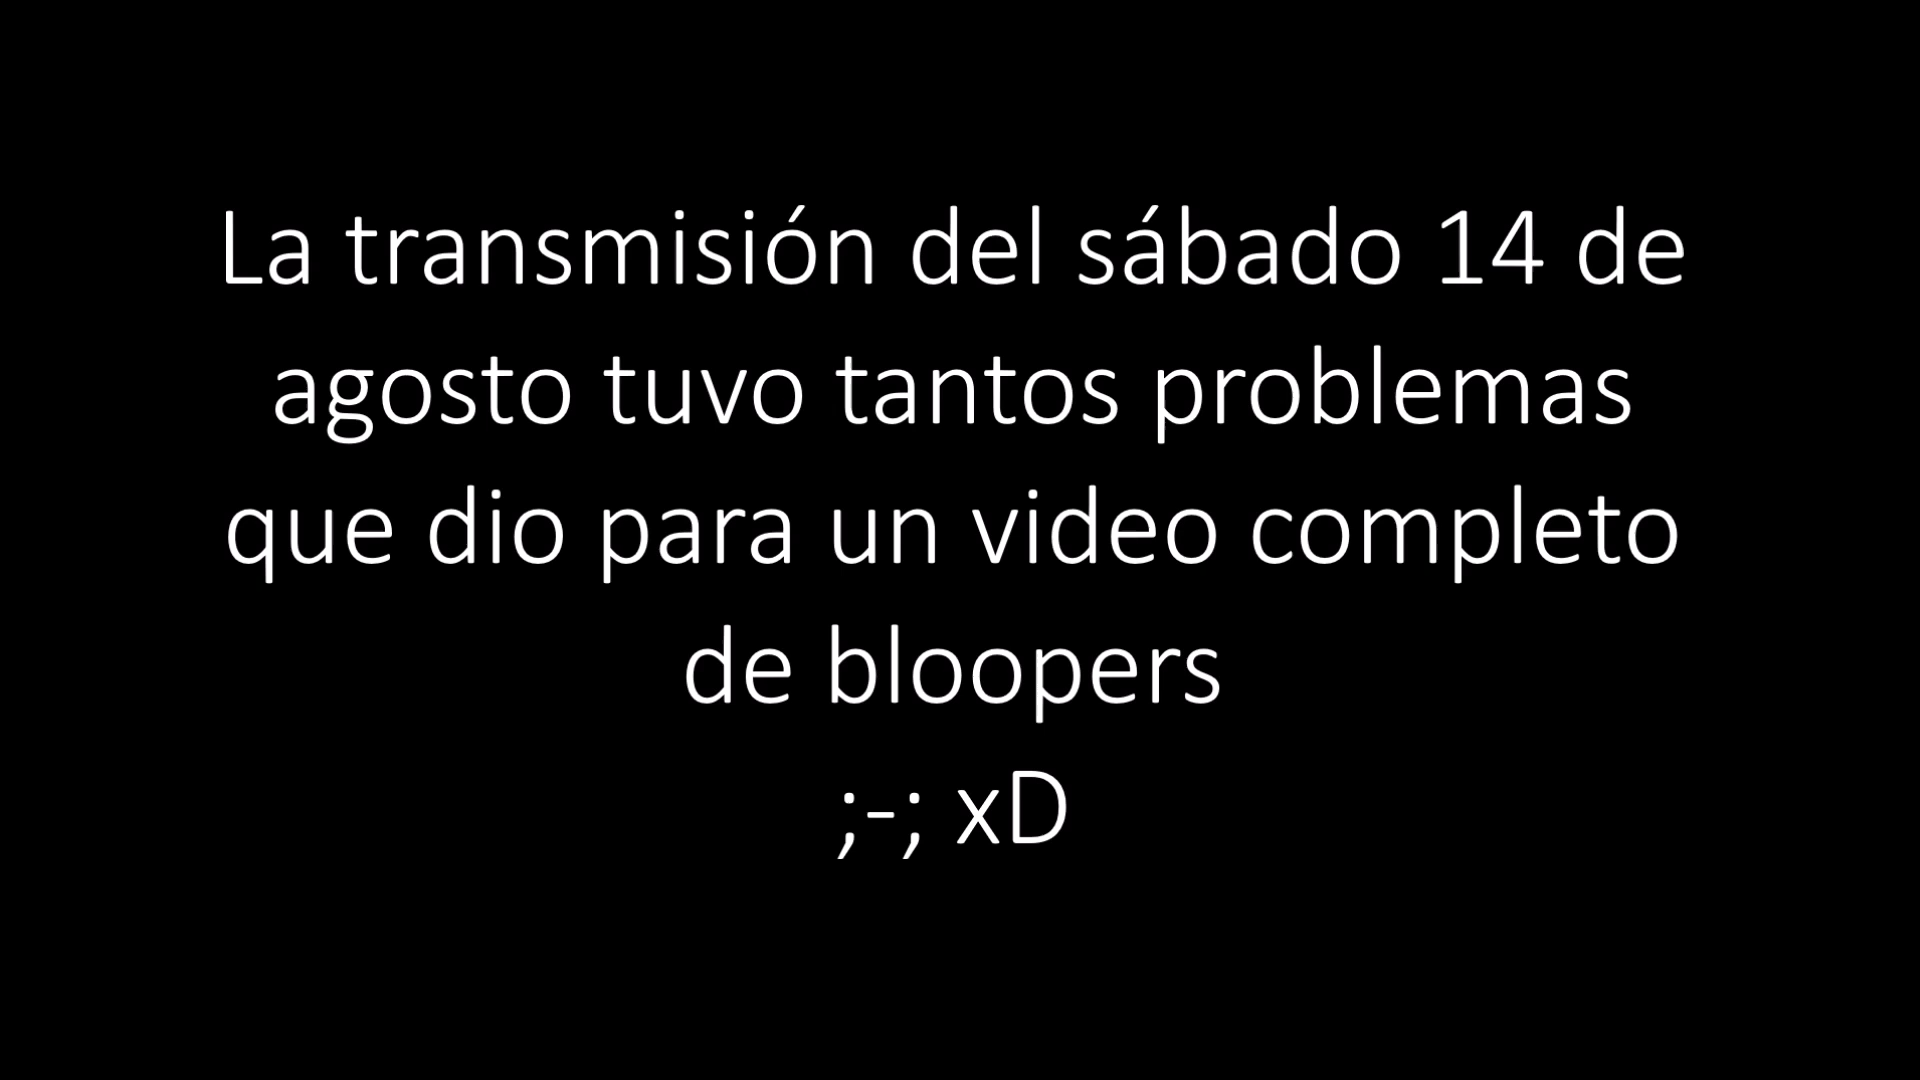 La transmisión del sábado 14 de
agosto tuvo tantos problemas
que dio para un video completo
de bloopers
;-; xD